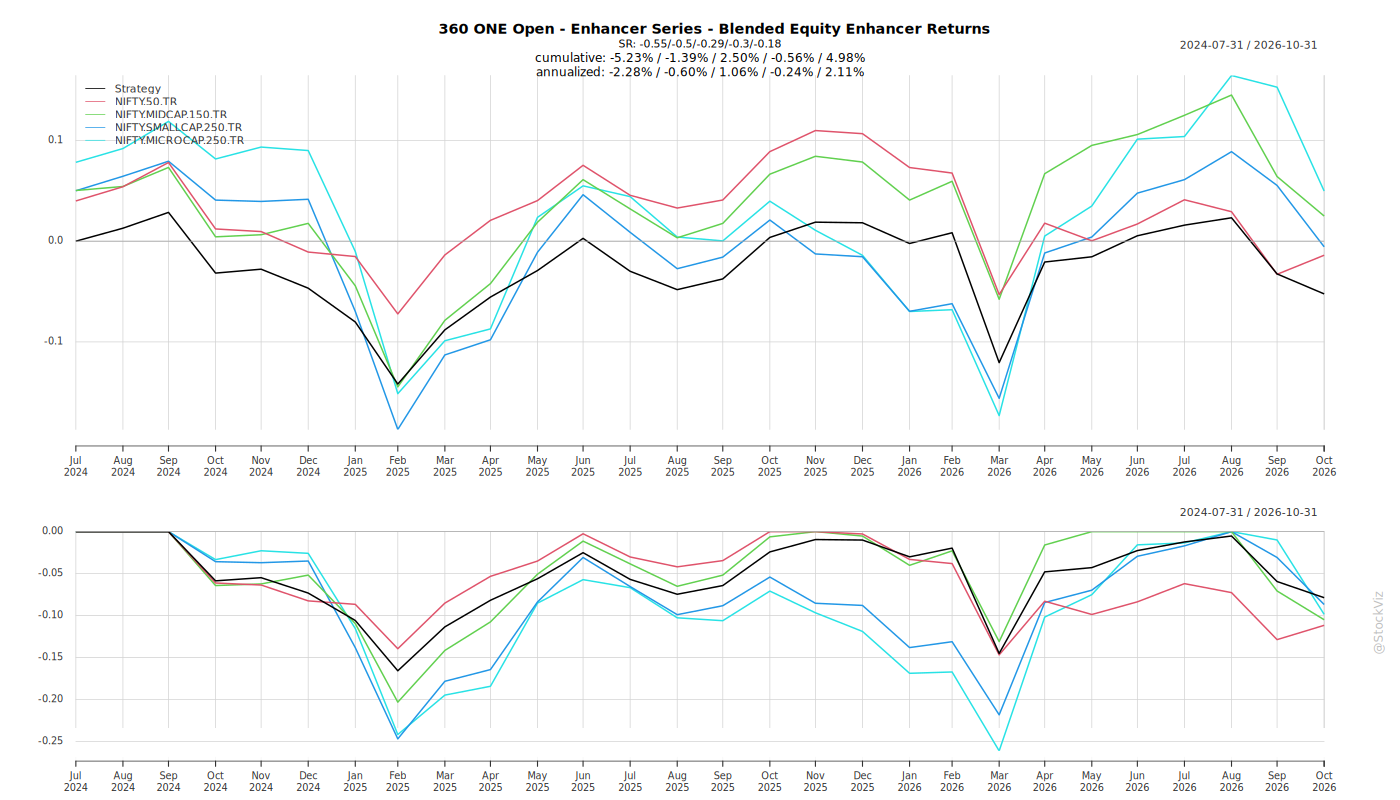 360 ONE Open - Enhancer Series - Blended Equity Enhancer Returns
SR: -0.55/-0.5/-0.29/-0.3/-0.18
2024-07-31 / 2026-10-31
cumulative: -5.23% / -1.39% / 2.50% / -0.56% / 4.98%
annualized: -2.28% / -0.60% / 1.06% / -0.24% / 2.11%
Strategy
NIFTY.50.TR
NIFTY.MIDCAP.150.TR
NIFTY.SMALLCAP.250.TR
NIFTY.MICROCAP.250.TR
0.1
0.0
-0.1
Jul Aug Sep Oct Nov Dec Jan Feb Mar Apr May Jun Jul Aug Sep Oct Nov Dec Jan Feb Mar Apr May Jun Jul Aug Sep Oct
2024 2024 2024 2024 2024 2024 2025 2025 2025 2025 2025 2025 2025 2025 2025 2025 2025 2025 2026 2026 2026 2026 2026 2026 2026 2026 2026 2026
2024-07-31 / 2026-10-31
0.00
-0.05
-0.10
-0.15
-0.20
-0.25
Jul Aug Sep Oct Nov Dec Jan Feb Mar Apr May Jun Jul Aug Sep Oct Nov Dec Jan Feb Mar Apr May Jun Jul Aug Sep Oct
2024 2024 2024 2024 2024 2024 2025 2025 2025 2025 2025 2025 2025 2025 2025 2025 2025 2025 2026 2026 2026 2026 2026 2026 2026 2026 2026 2026
@StockViz